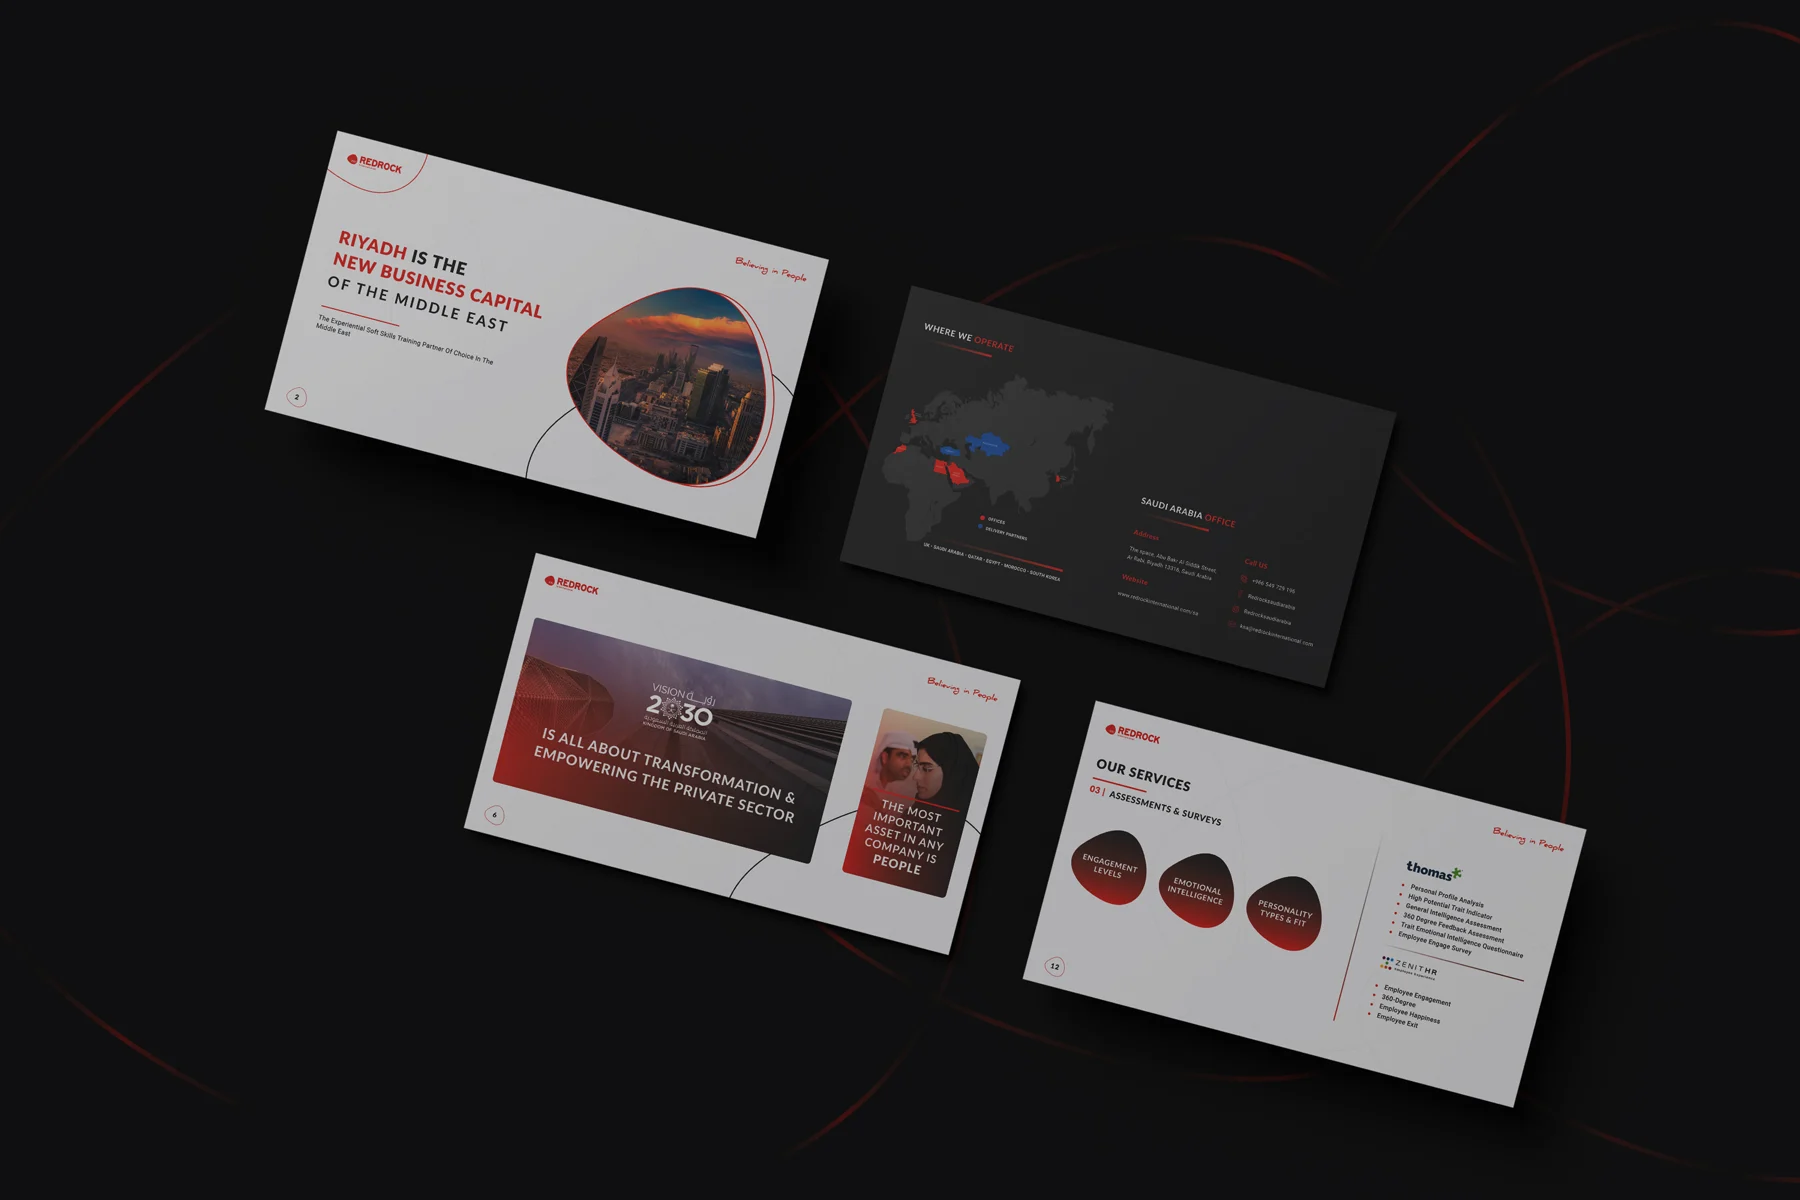 REDROCK
RIYADH IS THE
NEW BUSINESS CAPITAL
OF THE MIDDLE EAST
The Experiential Soft Skills Training Partner Of Choice In The
Middle East
Believing in People
2
WHERE WE OPERATE
OFFICES
DELIVERY PARTNERS
UK - SAUDI ARABIA - QATAR - EGYPT - MOROCCO - SOUTH KOREA
SAUDI ARABIA OFFICE
Address
The space, Abu Bakr Al Siddia Street,
Ar Rabi, Riyadh 13316, Saudi Arabia
Website
www.redrockinternational.com/sa
Call US
+966 549 729 196
Redrocksaudiarabia
Redrocksaudiarabia
ksa@redrockinternational.com
REDROCK
Believing in People
VISION رؤيــــة
2030
المملكة العربية السعودية
KINGDOM OF SAUDI ARABIA
IS ALL ABOUT TRANSFORMATION &
EMPOWERING THE PRIVATE SECTOR
THE MOST
IMPORTANT
ASSET IN ANY
COMPANY IS
PEOPLE
6
REDROCK
OUR SERVICES
03 | ASSESSMENTS & SURVEYS
Believing in People
ENGAGEMENT
LEVELS
EMOTIONAL
INTELLIGENCE
PERSONALITY
TYPES & FIT
thomas
Personal Profile Analysis
High Potential Trait Indicator
General Intelligence Assessment
360 Degree Feedback Assessment
Trait Emotional Intelligence Questionnaire
Employee Engage Survey
ZENITHR
employee experience
Employee Engagement
360-Degree
Employee Happiness
Employee Exit
12